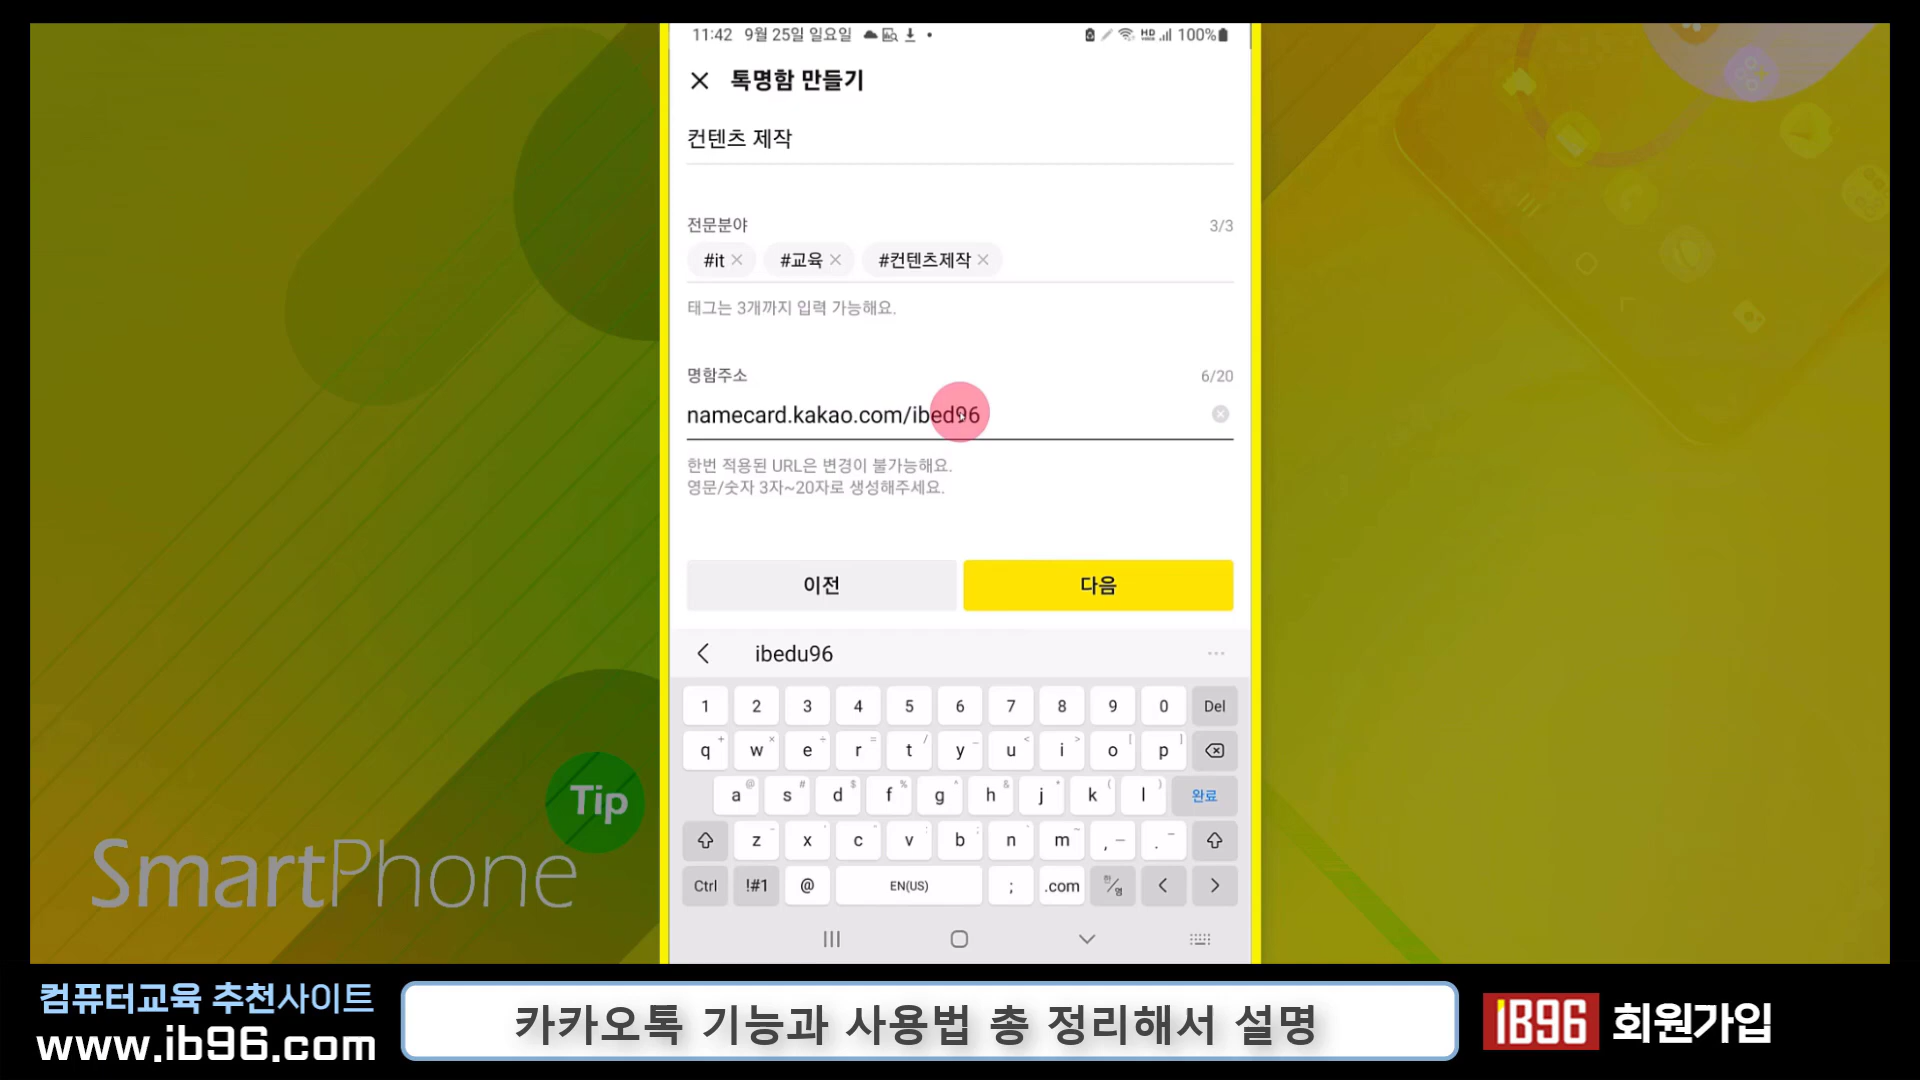 11:42 9월 25일 일요일 100%
톡명함 만들기
컨텐츠 제작
전문분야 3/3
#it #교육 #컨텐츠제작
태그는 3개까지 입력 가능해요.
명함주소 6/20
namecard.kakao.com/ibed96
한번 적용된 URL은 변경이 불가능해요.
영문/숫자 3자~20자로 생성해주세요.
이전 다음
ibedu96 ...
1 2 3 4 5 6 7 8 9 0 Del
q w e r t y u i o p
a s d f g h j k l 완료
z x c v b n m , .
Ctrl !#1 @ EN(US) ; .com 한/영 < >
Tip
SmartPhone
컴퓨터교육 추천사이트
www.ib96.com
카카오톡 기능과 사용법 총 정리해서 설명
IB96 회원가입